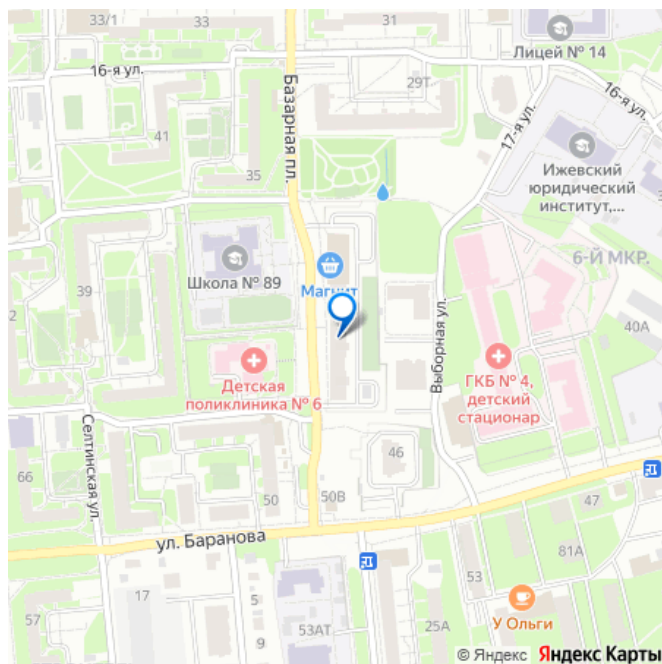 33/1
33
31
Лицей № 14
16-я ул.
Базарная пл.
29Т
16-я ул.
17-я ул.
41
35
Ижевский
юридический
институт,...
Школа № 89
Магнит
6-Й МКР.
39
40А
Выборная ул.
Детская
поликлиника № 6
ГКБ № 4,
детский
стационар
Селтинская ул.
66
46
50
50В
47
ул. Баранова
81А
17
5
53
9
53АТ
25А
У Ольги
© Яндекс Яндекс Карты